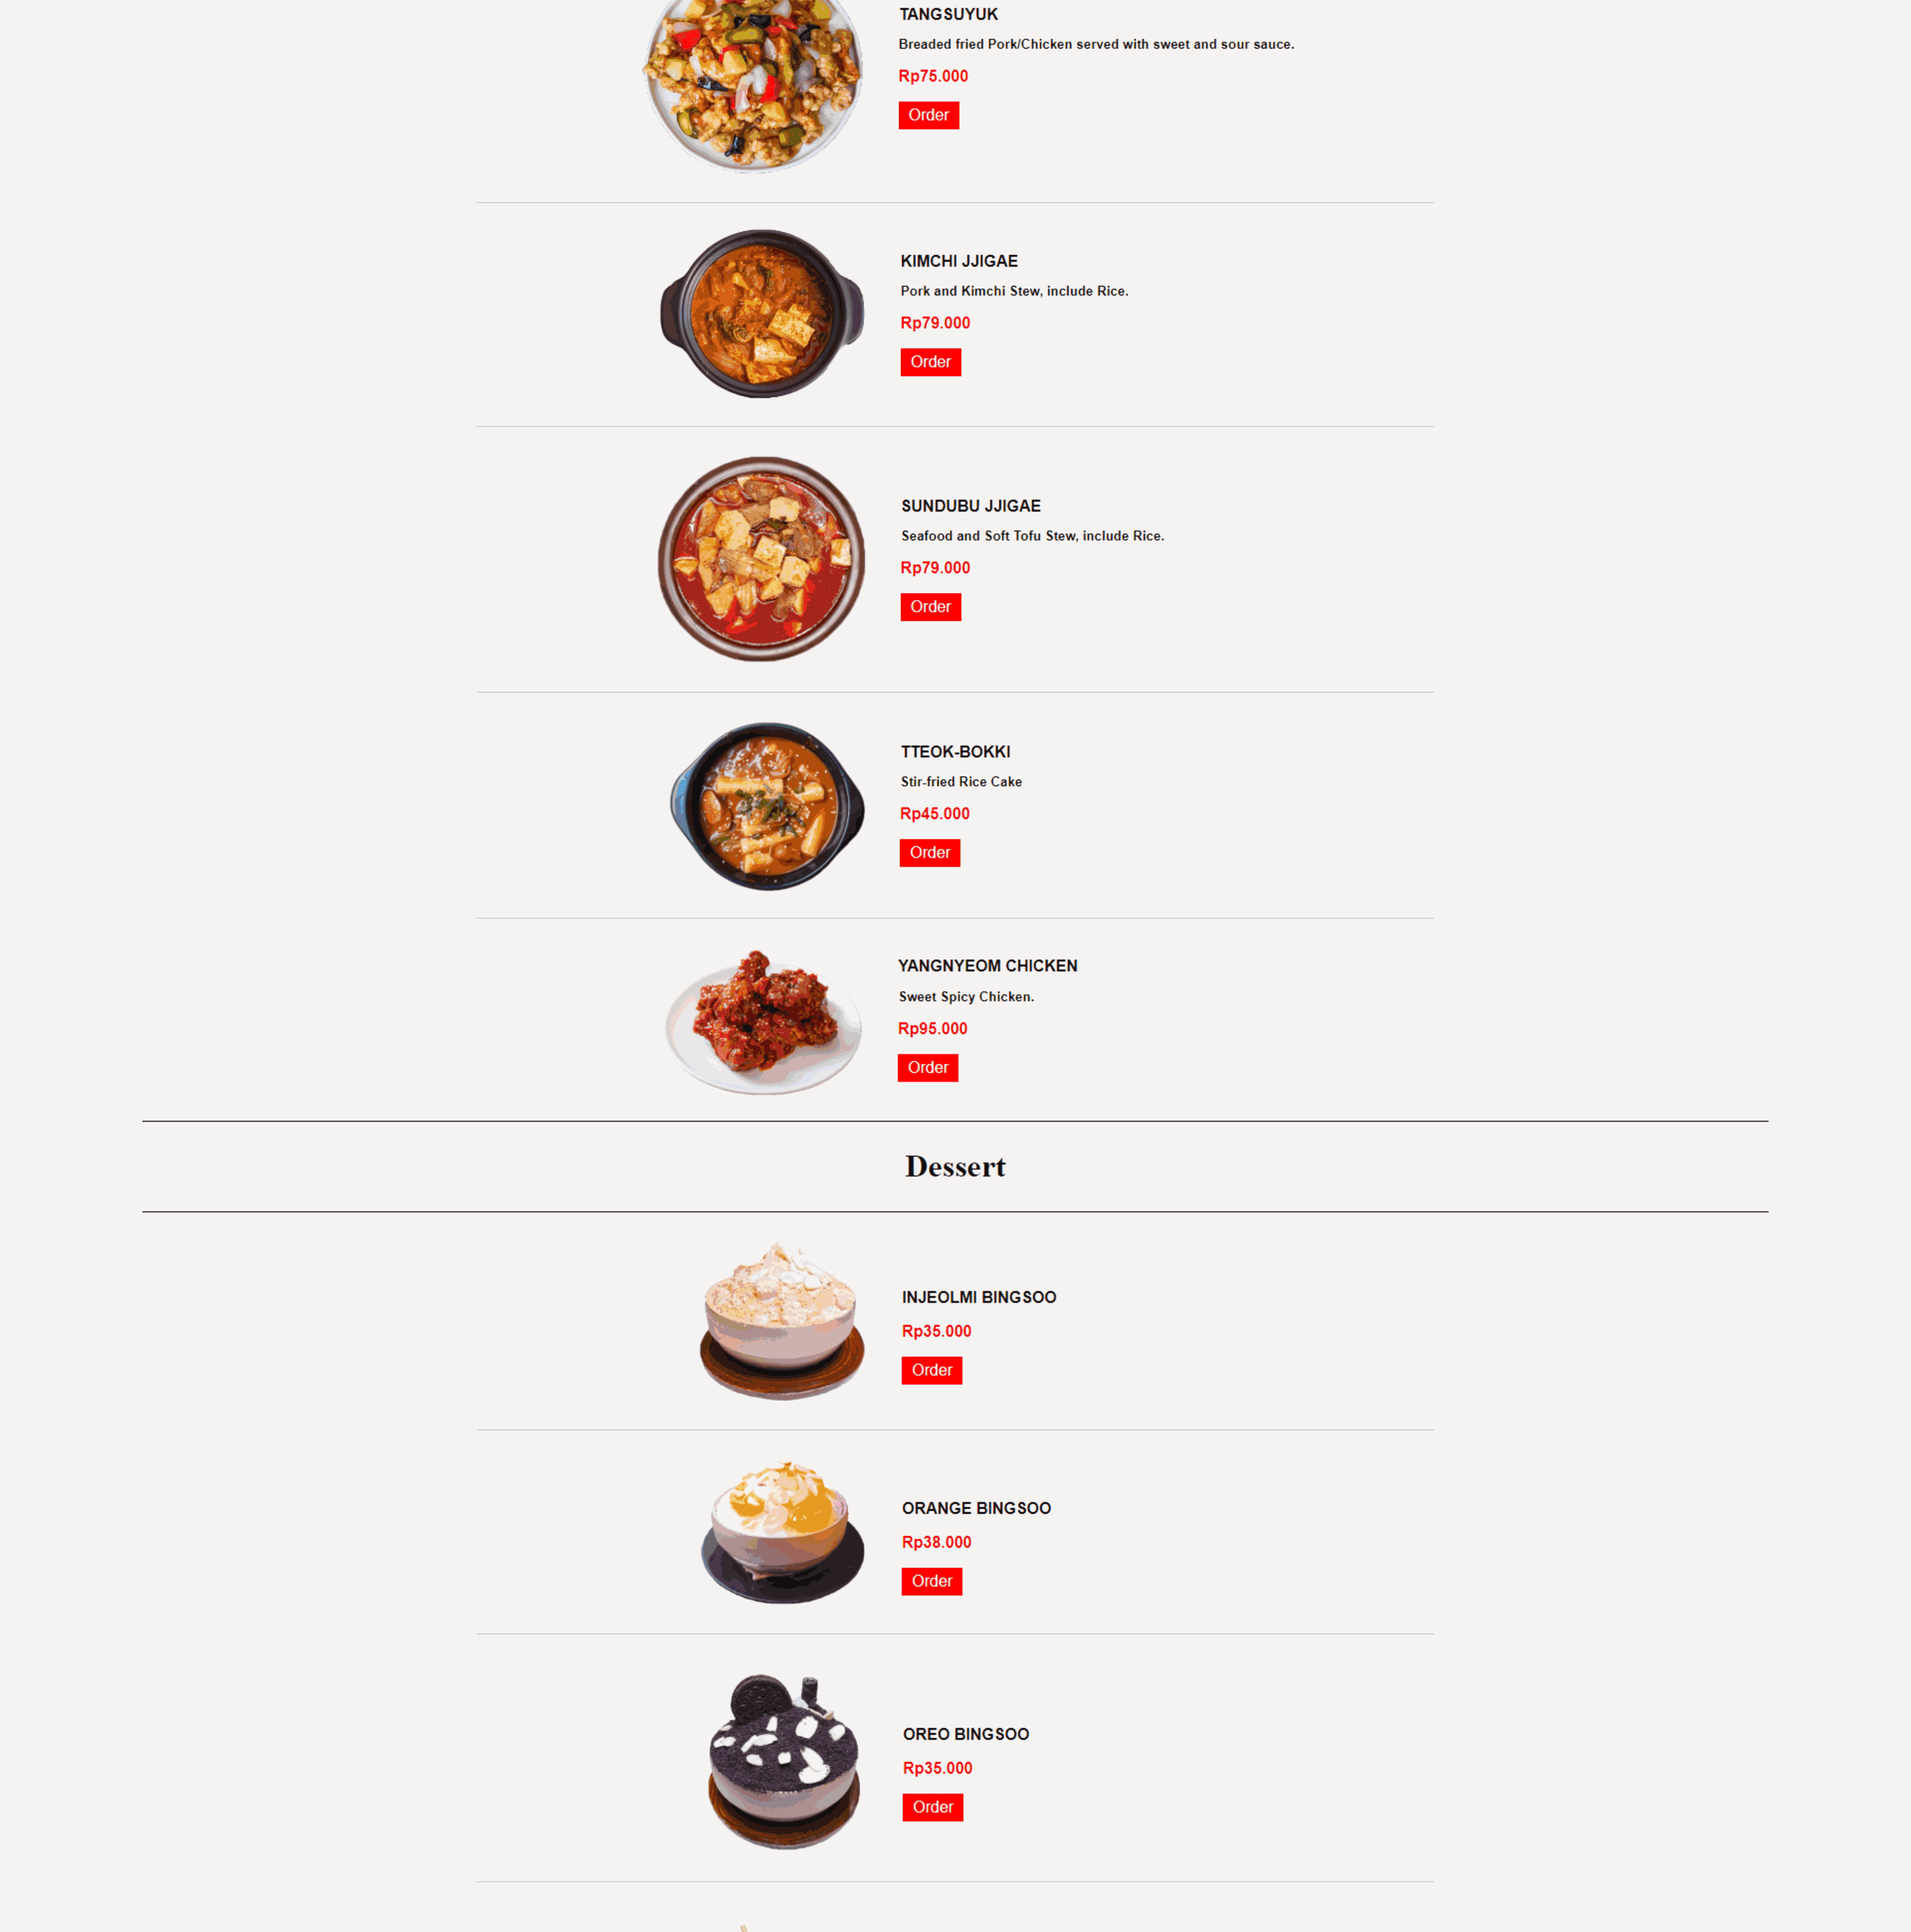 TANGSUYUK
Breaded fried Pork/Chicken served with sweet and sour sauce.
Rp75.000
Order
KIMCHI JJIGAE
Pork and Kimchi Stew, include Rice.
Rp79.000
Order
SUNDUBU JJIGAE
Seafood and Soft Tofu Stew, include Rice.
Rp79.000
Order
TTEOK-BOKKI
Stir-fried Rice Cake
Rp45.000
Order
YANGNYEOM CHICKEN
Sweet Spicy Chicken.
Rp95.000
Order
Dessert
INJEOLMI BINGSOO
Rp35.000
Order
ORANGE BINGSOO
Rp38.000
Order
OREO BINGSOO
Rp35.000
Order